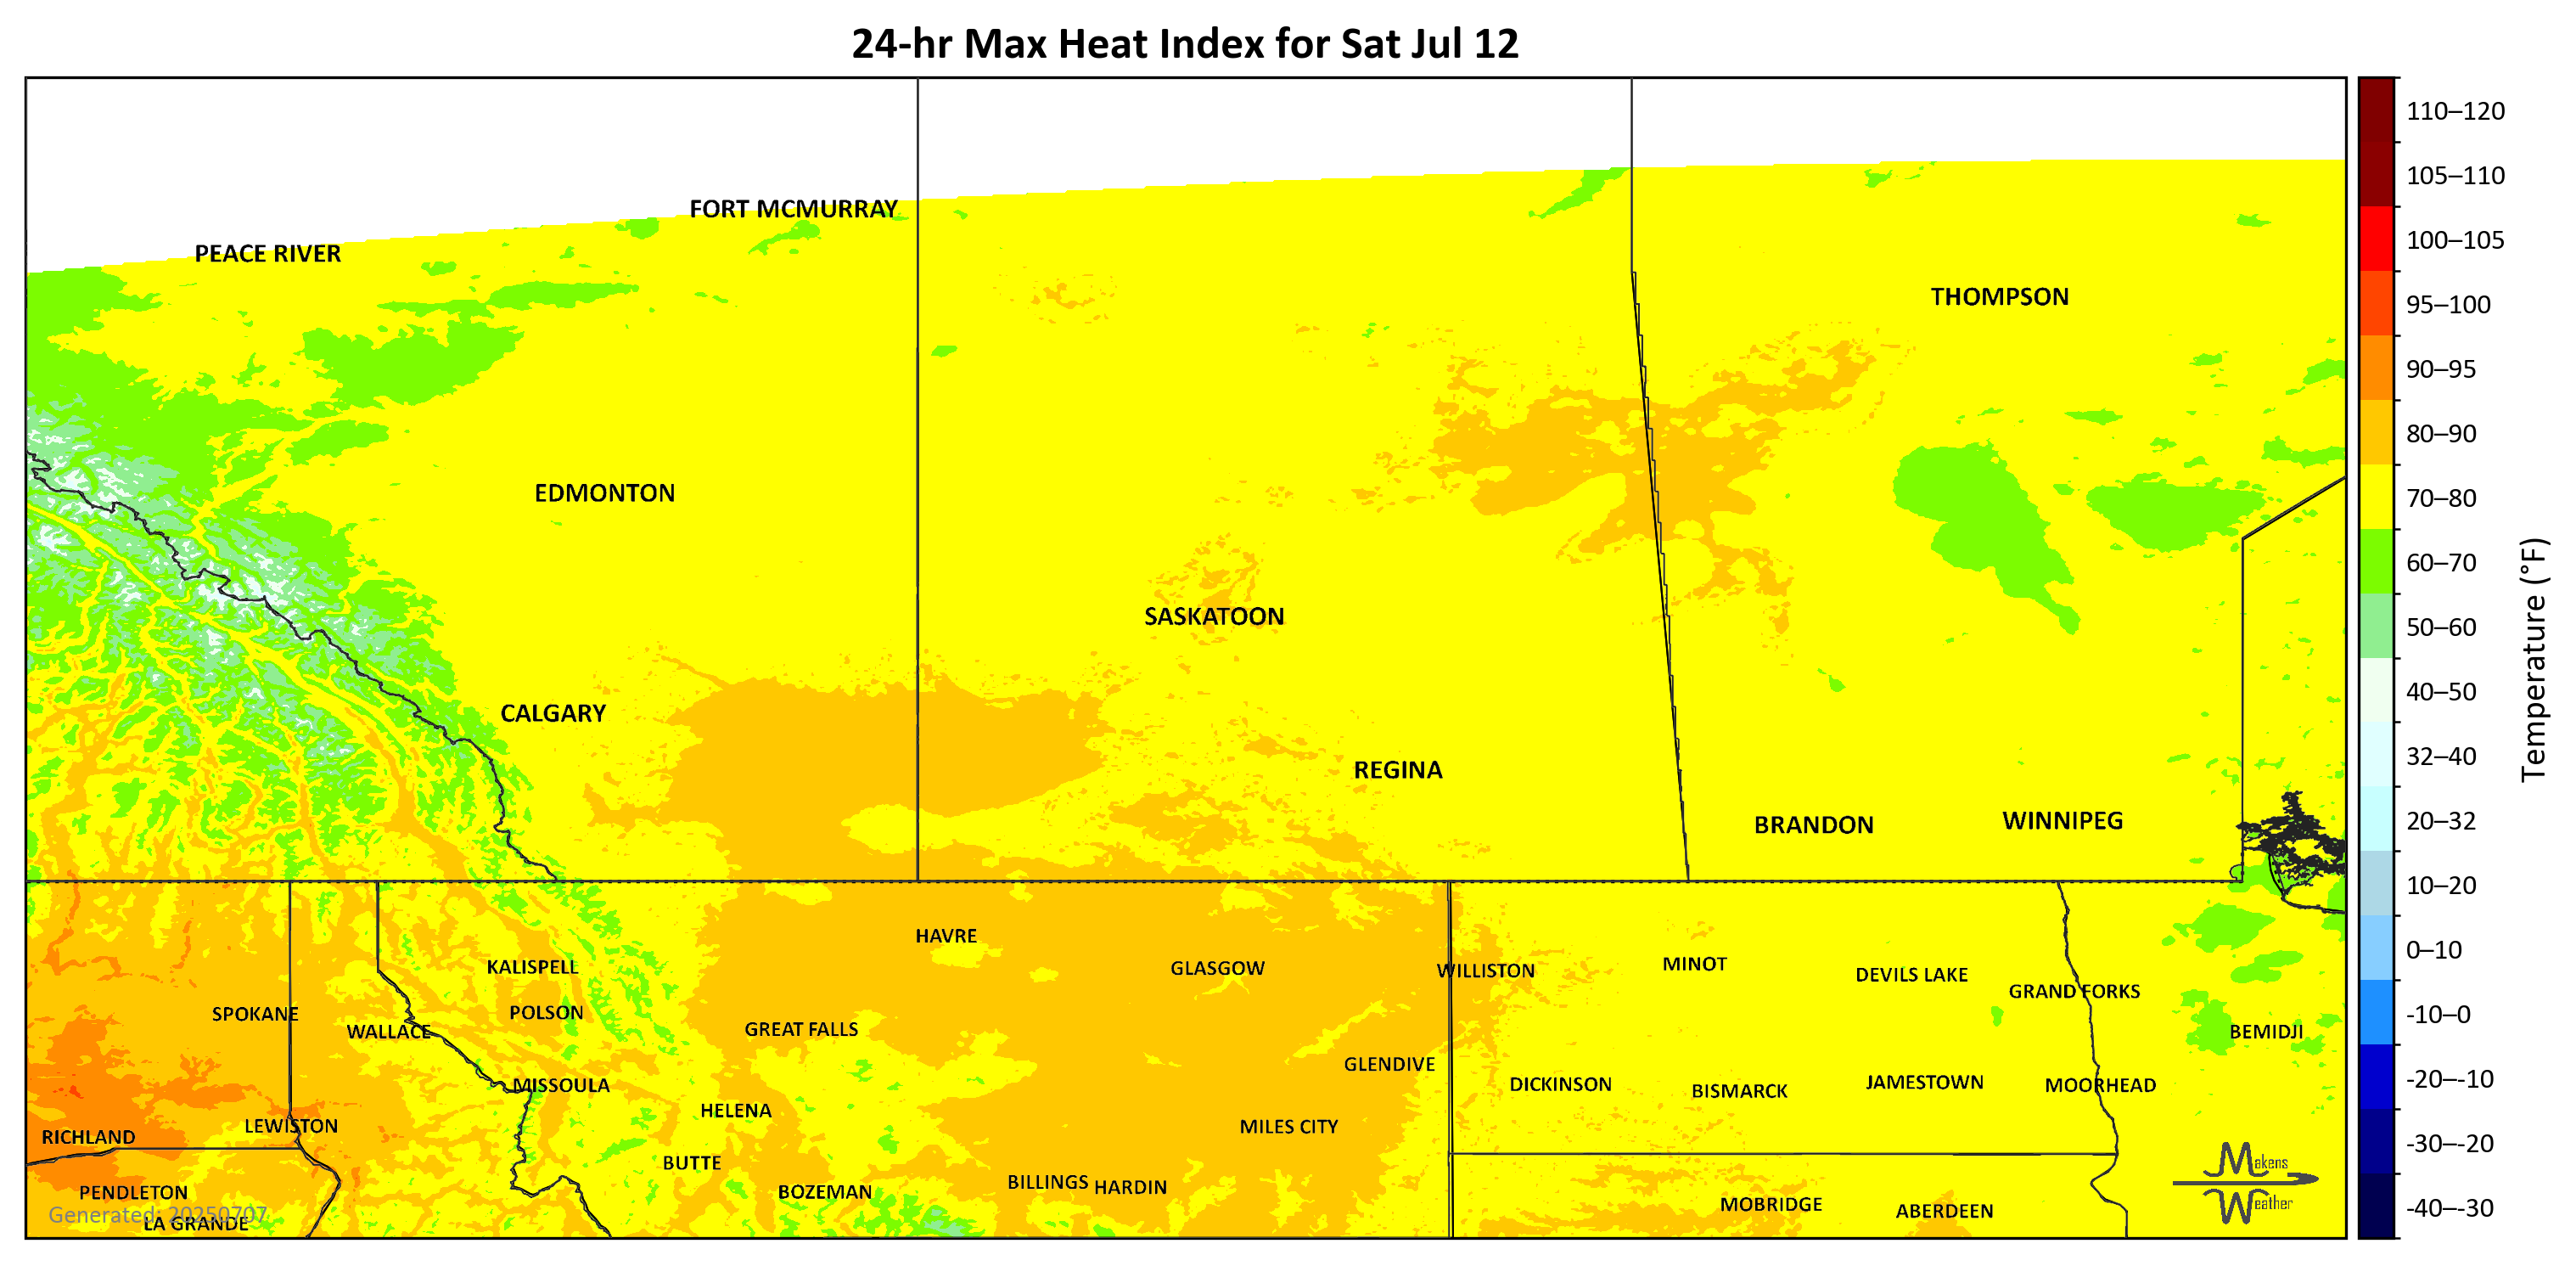 24-hr Max Heat Index for Sat Jul 12
110–120
105–110
100–105
95–100
90–95
80–90
70–80
60–70
50–60
40–50
32–40
20–32
10–20
0–10
-10–0
-20–-10
-30–-20
-40–-30
Temperature (°F)
FORT MCMURRAY
PEACE RIVER
THOMPSON
EDMONTON
SASKATOON
CALGARY
REGINA
BRANDON
WINNIPEG
HAVRE
KALISPELL
GLASGOW
WILLISTON
MINOT
DEVILS LAKE
GRAND FORKS
SPOKANE
POLSON
WALLACE
GREAT FALLS
BEMIDJI
GLENDIVE
MISSOULA
DICKINSON
BISMARCK
JAMESTOWN
MOORHEAD
HELENA
LEWISTON
MILES CITY
RICHLAND
BUTTE
PENDLETON
BOZEMAN
BILLINGS
HARDIN
MOBRIDGE
ABERDEEN
LA GRANDE
Generated: 20250707
Makens
Weather